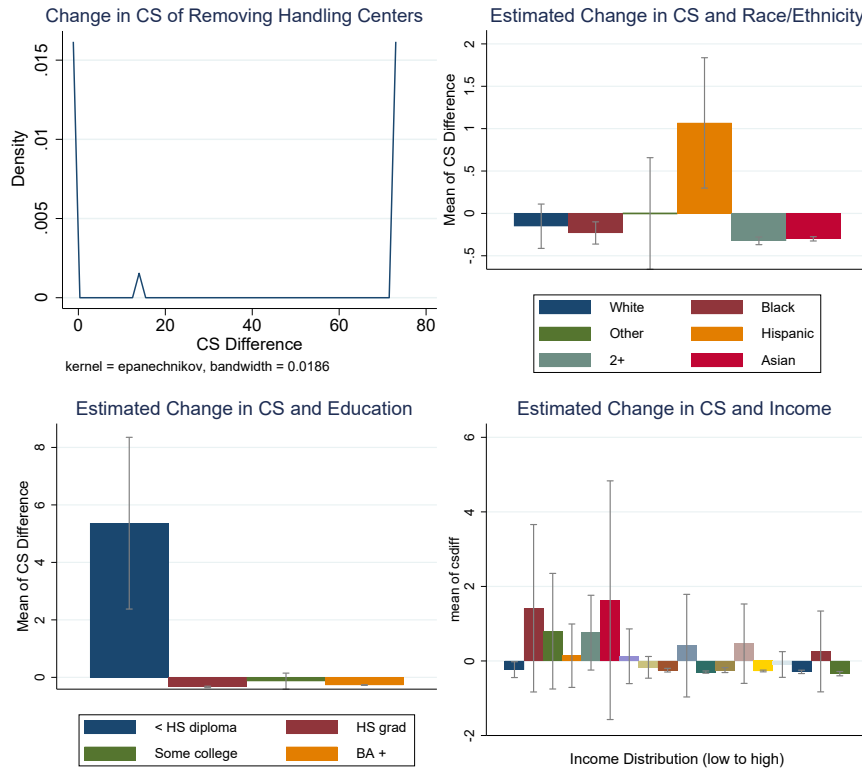 Change in CS of Removing Handling Centers
Density
0
.005
.01
.015
0 20 40 60 80
CS Difference
kernel = epanechnikov, bandwidth = 0.0186
Estimated Change in CS and Race/Ethnicity
Mean of CS Difference
-.5
0
.5
1
1.5
2
White Black
Other Hispanic
2+ Asian
Estimated Change in CS and Education
Mean of CS Difference
0
2
4
6
8
< HS diploma HS grad
Some college BA +
Estimated Change in CS and Income
mean of csdiff
-2
0
2
4
6
Income Distribution (low to high)